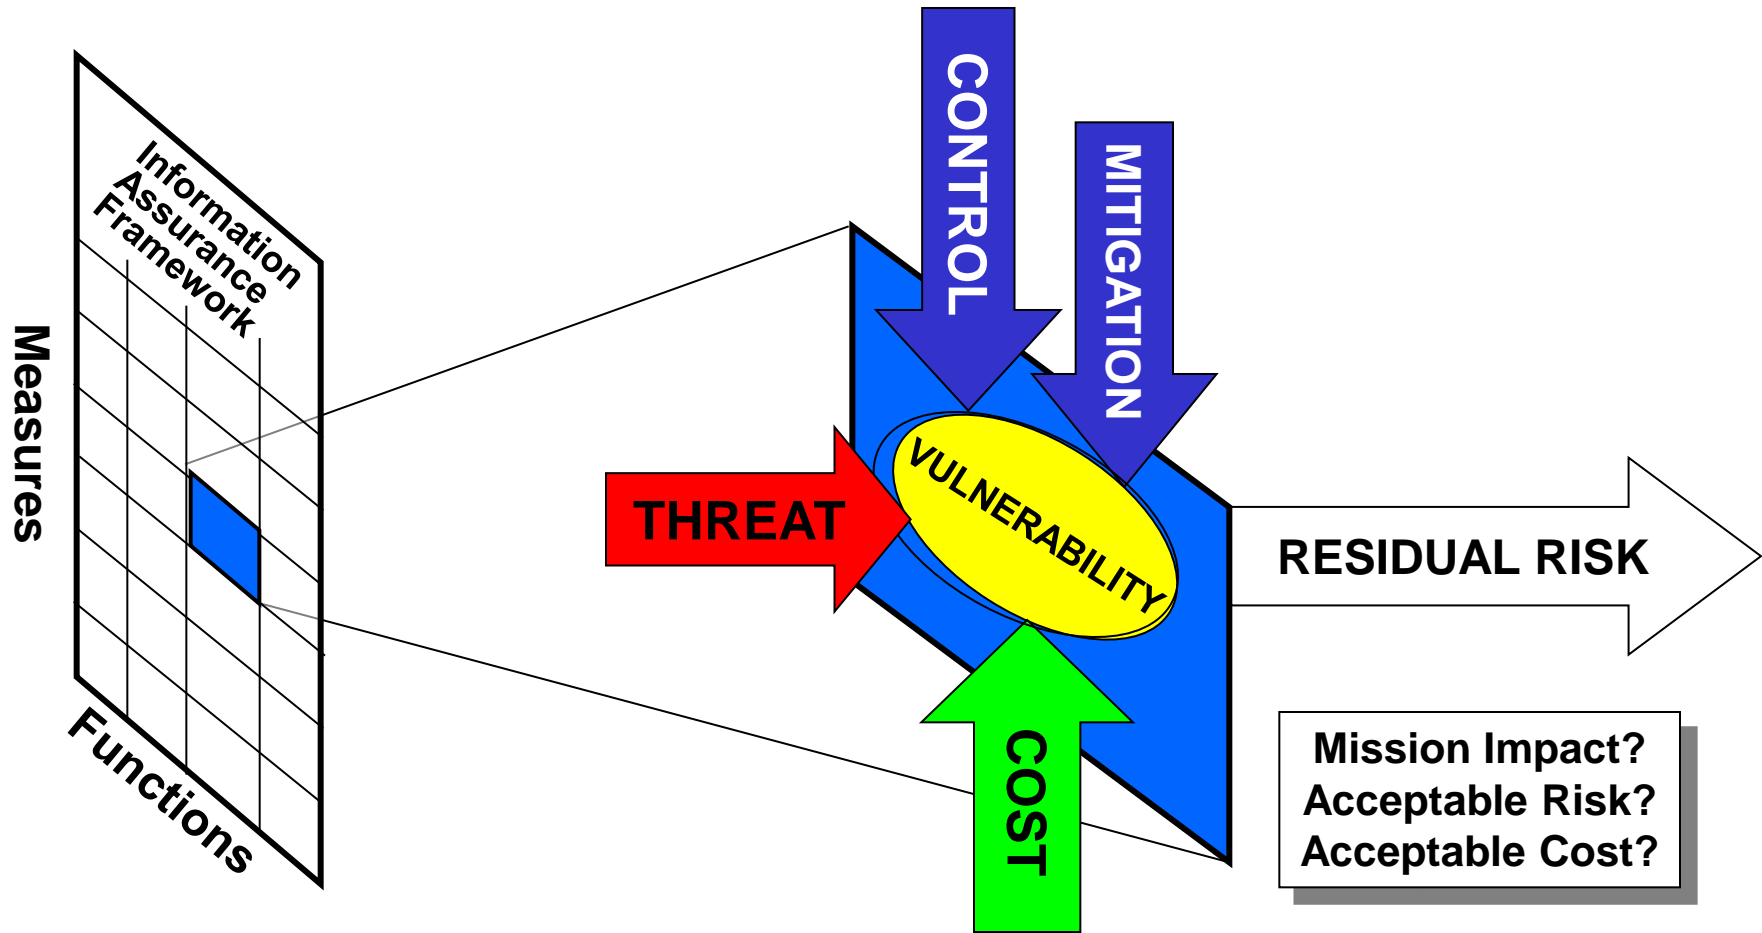 Information
Assurance
Framework
Measures
Functions
CONTROL
MITIGATION
THREAT
VULNERABILITY
COST
RESIDUAL RISK
Mission Impact?
Acceptable Risk?
Acceptable Cost?